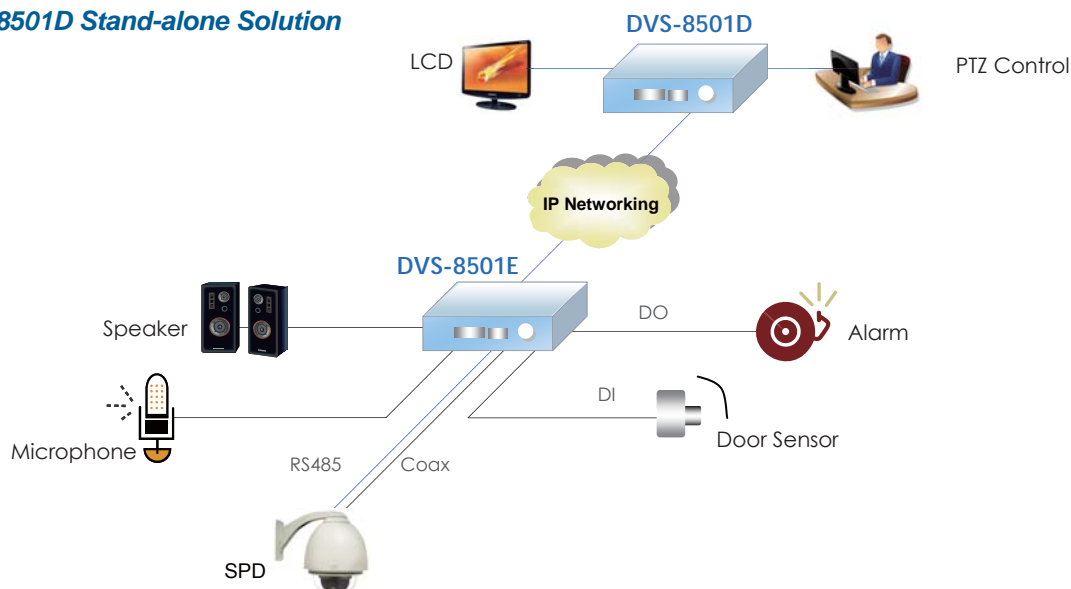 8501D Stand-alone Solution
DVS-8501D
LCD
PTZ Control
IP Networking
DVS-8501E
Speaker
DO
Alarm
DI
Microphone
Door Sensor
RS485
Coax
SPD